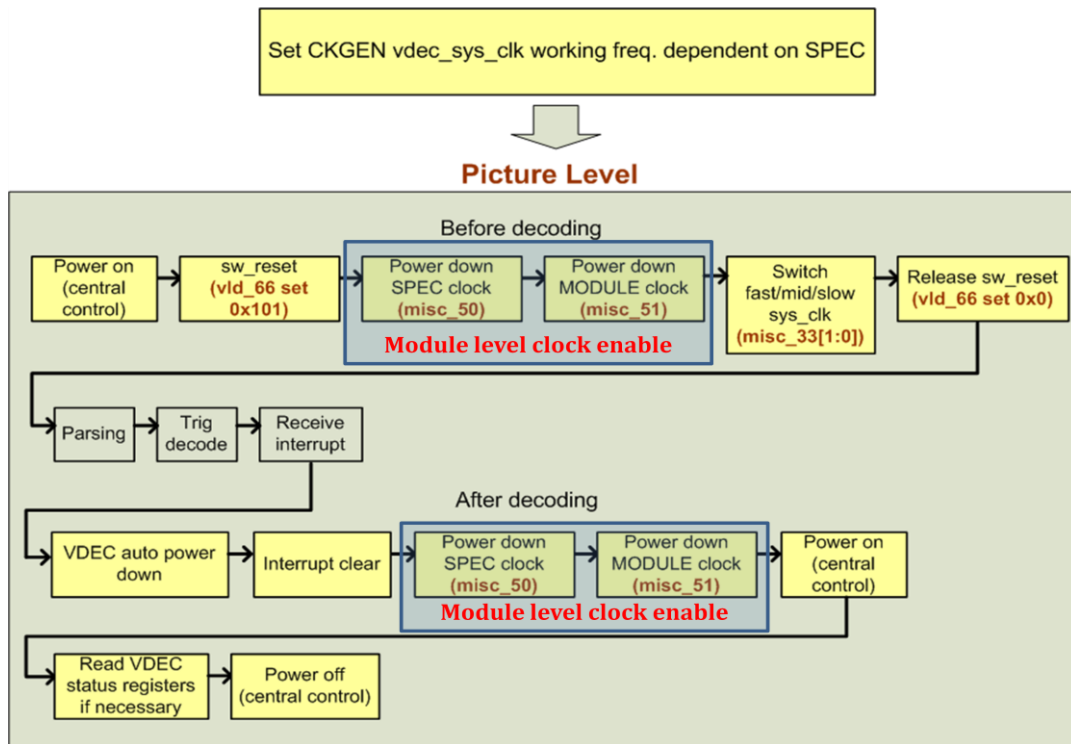 Set CKGEN vdec_sys_clk working freq. dependent on SPEC
Picture Level
Before decoding
Power on
(central
control)
sw_reset
(vld_66 set
0x101)
Power down
SPEC clock
(misc_50)
Power down
MODULE clock
(misc_51)
Module level clock enable
Switch
fast/mid/slow
sys_clk
(misc_33[1:0])
Release sw_reset
(vld_66 set 0x0)
Parsing
Trig
decode
Receive
interrupt
After decoding
VDEC auto power
down
Interrupt clear
Power down
SPEC clock
(misc_50)
Power down
MODULE clock
(misc_51)
Module level clock enable
Power on
(central
control)
Read VDEC
status registers
if necessary
Power off
(central control)